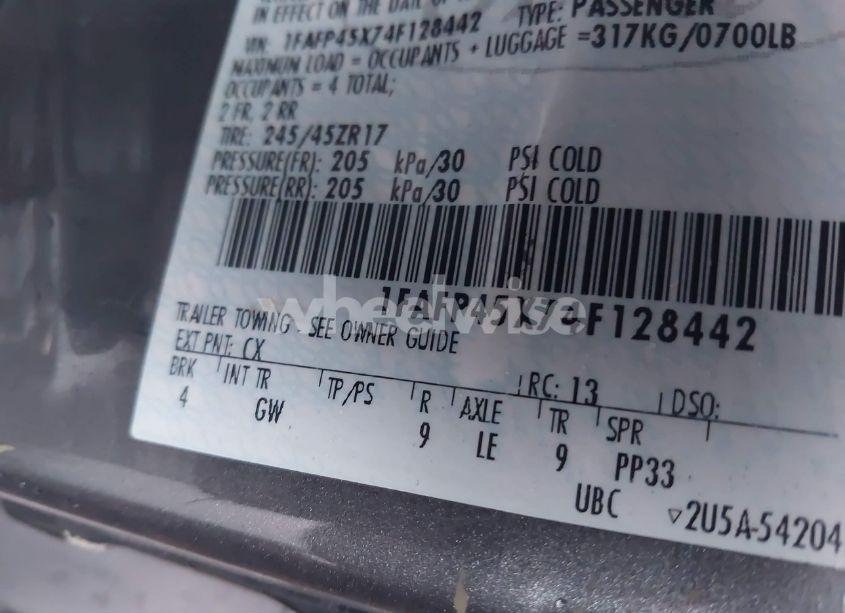 IN EFFECT ON THE DATE OF
VIN: 1FAFP45X74F128442 TYPE: PASSENGER
MAXIMUM LOAD = OCCUPANTS + LUGGAGE =317KG/0700LB
OCCUPANTS = 4 TOTAL;
2 FR, 2 RR
TIRE: 245/45ZR17
PRESSURE(FR): 205 kPa/30 PSI COLD
PRESSURE(RR): 205 kPa/30 PSI COLD
1FAFP45X74F128442
wheelwise
TRAILER TOWING - SEE OWNER GUIDE
EXT PNT: CX RC: 13 DSO:
BRK INT TR TP/PS R AXLE TR SPR
4 GW 9 LE 9 PP33
UBC ▽2U5A-54204